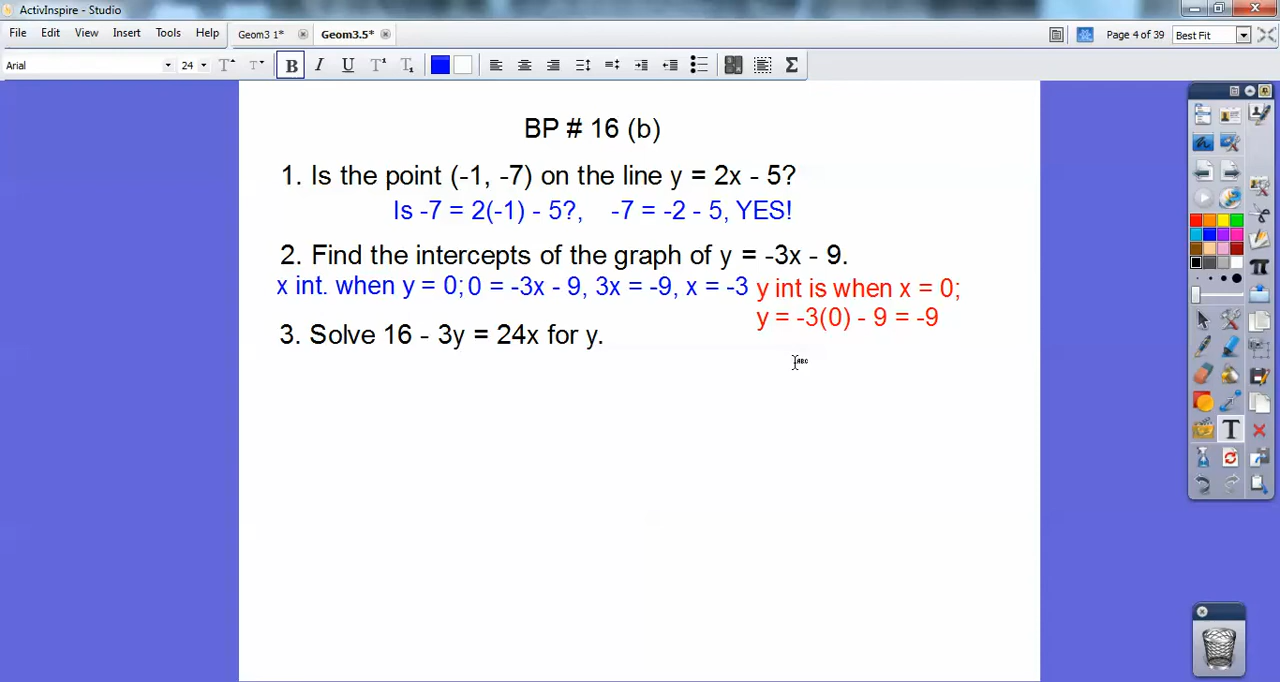 ActivInspire - Studio
File Edit View Insert Tools Help Geom3 1* Geom3.5* Page 4 of 39 Best Fit
Arial 24 T T B I U T¹ T₁ Σ
BP # 16 (b)
1. Is the point (-1, -7) on the line y = 2x - 5?
Is -7 = 2(-1) - 5?, -7 = -2 - 5, YES!
2. Find the intercepts of the graph of y = -3x - 9.
x int. when y = 0; 0 = -3x - 9, 3x = -9, x = -3 y int is when x = 0;
y = -3(0) - 9 = -9
3. Solve 16 - 3y = 24x for y.
ABC